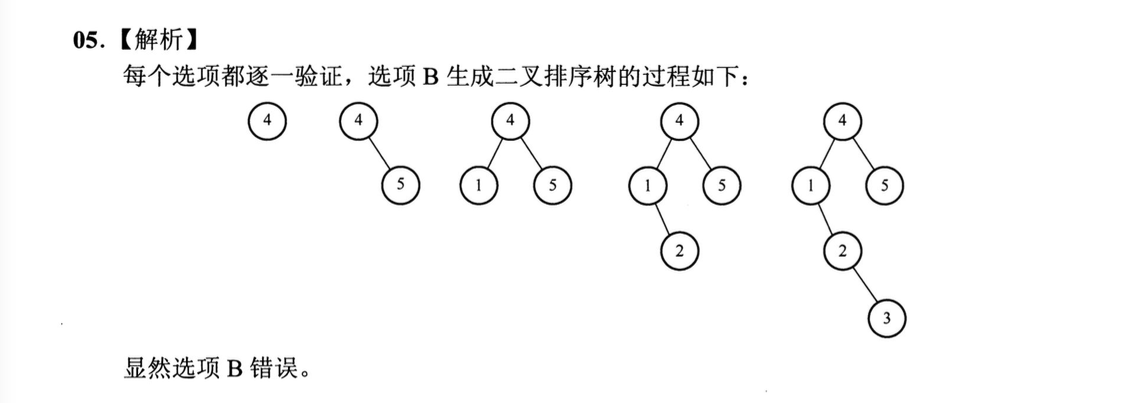 05.【解析】
每个选项都逐一验证，选项 B 生成二叉排序树的过程如下：
4 4 4 4 4
5 1 5 1 5 1 5
2 2
3
显然选项 B 错误。